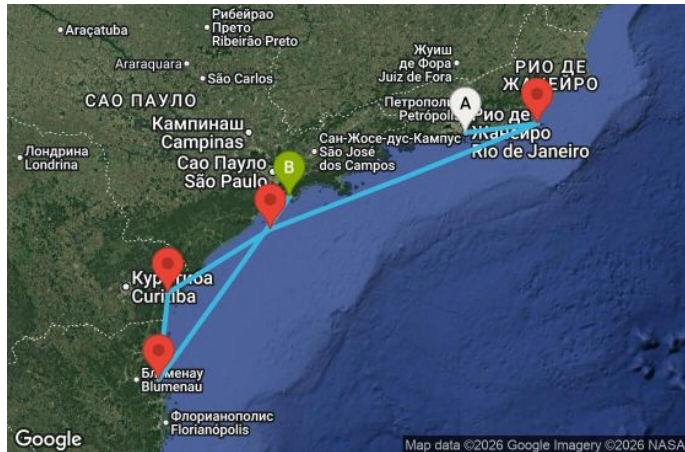 Рибейрао
Прето
Ribeirão Preto
Araçatuba
Araraquara
São Carlos
САО ПАУЛО
Кампинаш
Campinas
Лондрина
Londrina
Жуиш
де Фора
Juiz de Fora
РИО ДЕ
ЖАНЕЙРО
Петрополи
Petrópolis
A
Рио де
Жанейро
Rio de Janeiro
Сан-Жосе-дус-Кампус
São José
dos Campos
Сао Пауло
São Paulo
B
Куритиба
Curitiba
Блуменау
Blumenau
Флорианополис
Florianópolis
Google
Map data ©2026 Google Imagery ©2026 NASA